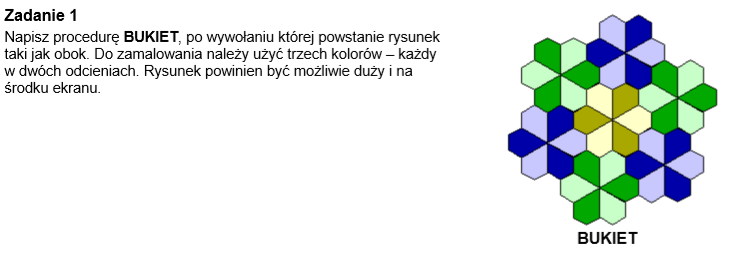 Zadanie 1
Napisz procedurę BUKIET, po wywołaniu której powstanie rysunek
taki jak obok. Do zamalowania należy użyć trzech kolorów – każdy
w dwóch odcieniach. Rysunek powinien być możliwie duży i na
środku ekranu.
BUKIET